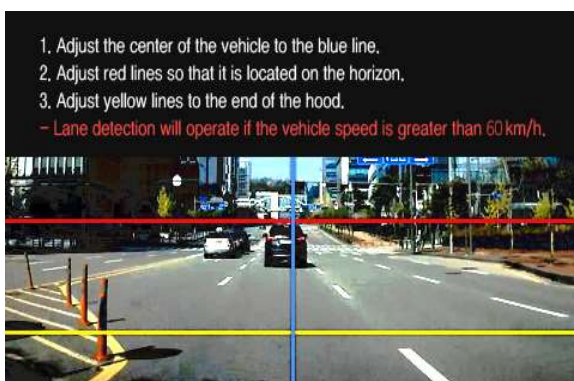 1. Adjust the center of the vehicle to the blue line.
2. Adjust red lines so that it is located on the horizon.
3. Adjust yellow lines to the end of the hood.
- Lane detection will operate if the vehicle speed is greater than 60 km/h.